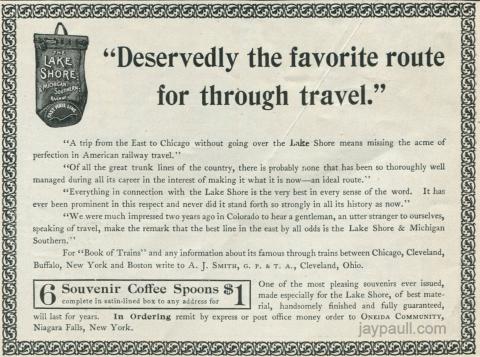 THE
LAKE
SHORE
& MICHIGAN
SOUTHERN
RAILWAY
FAST MAIL LINE
"Deservedly the favorite route
for through travel."
"A trip from the East to Chicago without going over the Lake Shore means missing the acme of
perfection in American railway travel."
"Of all the great trunk lines of the country, there is probably none that has been so thoroughly well
managed during all its career in the interest of making it what it is now—an ideal route."
"Everything in connection with the Lake Shore is the very best in every sense of the word. It has
ever been prominent in this respect and never did it stand forth so strongly in all its history as now."
"We were much impressed two years ago in Colorado to hear a gentleman, an utter stranger to ourselves,
speaking of travel, make the remark that the best line in the east by all odds is the Lake Shore & Michigan
Southern."
For "Book of Trains" and any information about its famous through trains between Chicago, Cleveland,
Buffalo, New York and Boston write to A. J. SMITH, G. P. & T. A., Cleveland, Ohio.
6 Souvenir Coffee Spoons $1
complete in satin-lined box to any address for
One of the most pleasing souvenirs ever issued,
made especially for the Lake Shore, of best mate-
rial, handsomely finished and fully guaranteed,
will last for years. In Ordering remit by express or post office money order to ONEIDA COMMUNITY,
Niagara Falls, New York.
jaypaull.com